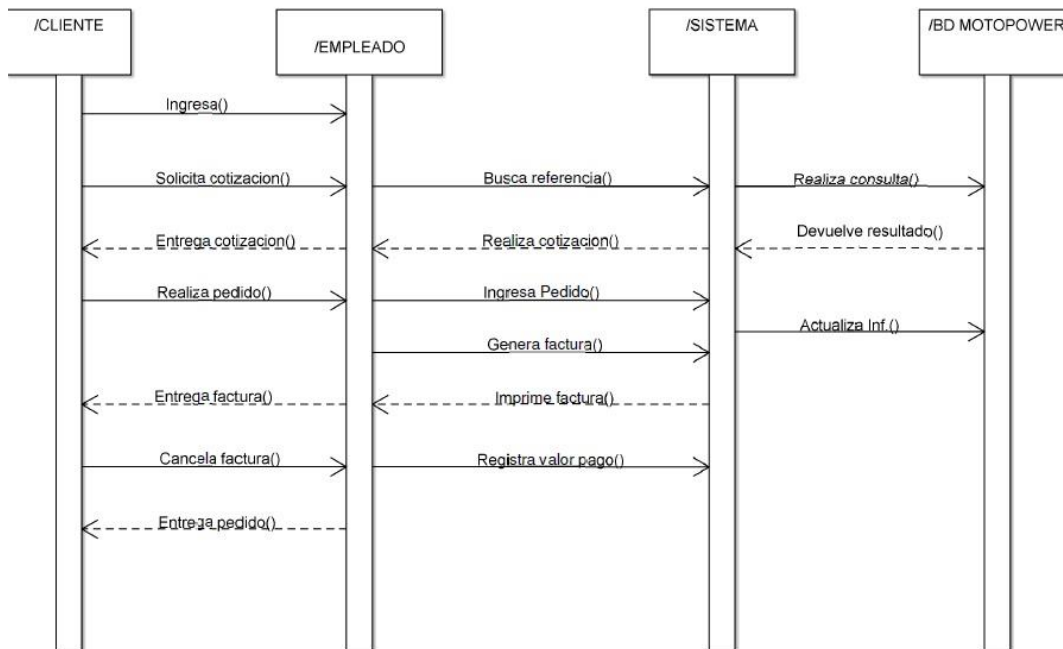 /CLIENTE
/EMPLEADO
/SISTEMA
/BD MOTOPOWER
Ingresa()
Solicita cotizacion()
Busca referencia()
Realiza consulta()
Entrega cotizacion()
Realiza cotizacion()
Devuelve resultado()
Realiza pedido()
Ingresa Pedido()
Actualiza Inf.()
Genera factura()
Entrega factura()
Imprime factura()
Cancela factura()
Registra valor pago()
Entrega pedido()